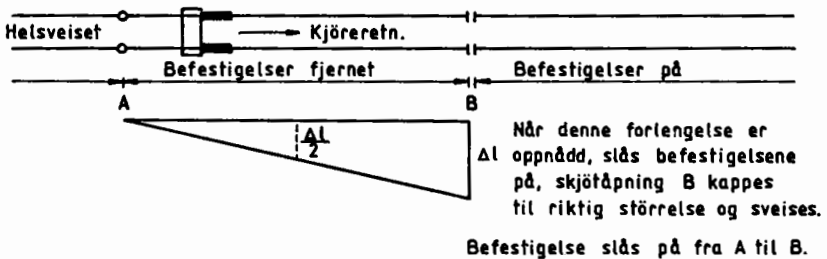 Helsveiset
Kjöreretn.
Befestigelser fjernet
Befestigelser på
A
B
Δl
2
Δl
Når denne forlengelse er
oppnådd, slås befestigelsene
på, skjötåpning B kappes
til riktig störrelse og sveises.
Befestigelse slås på fra A til B.